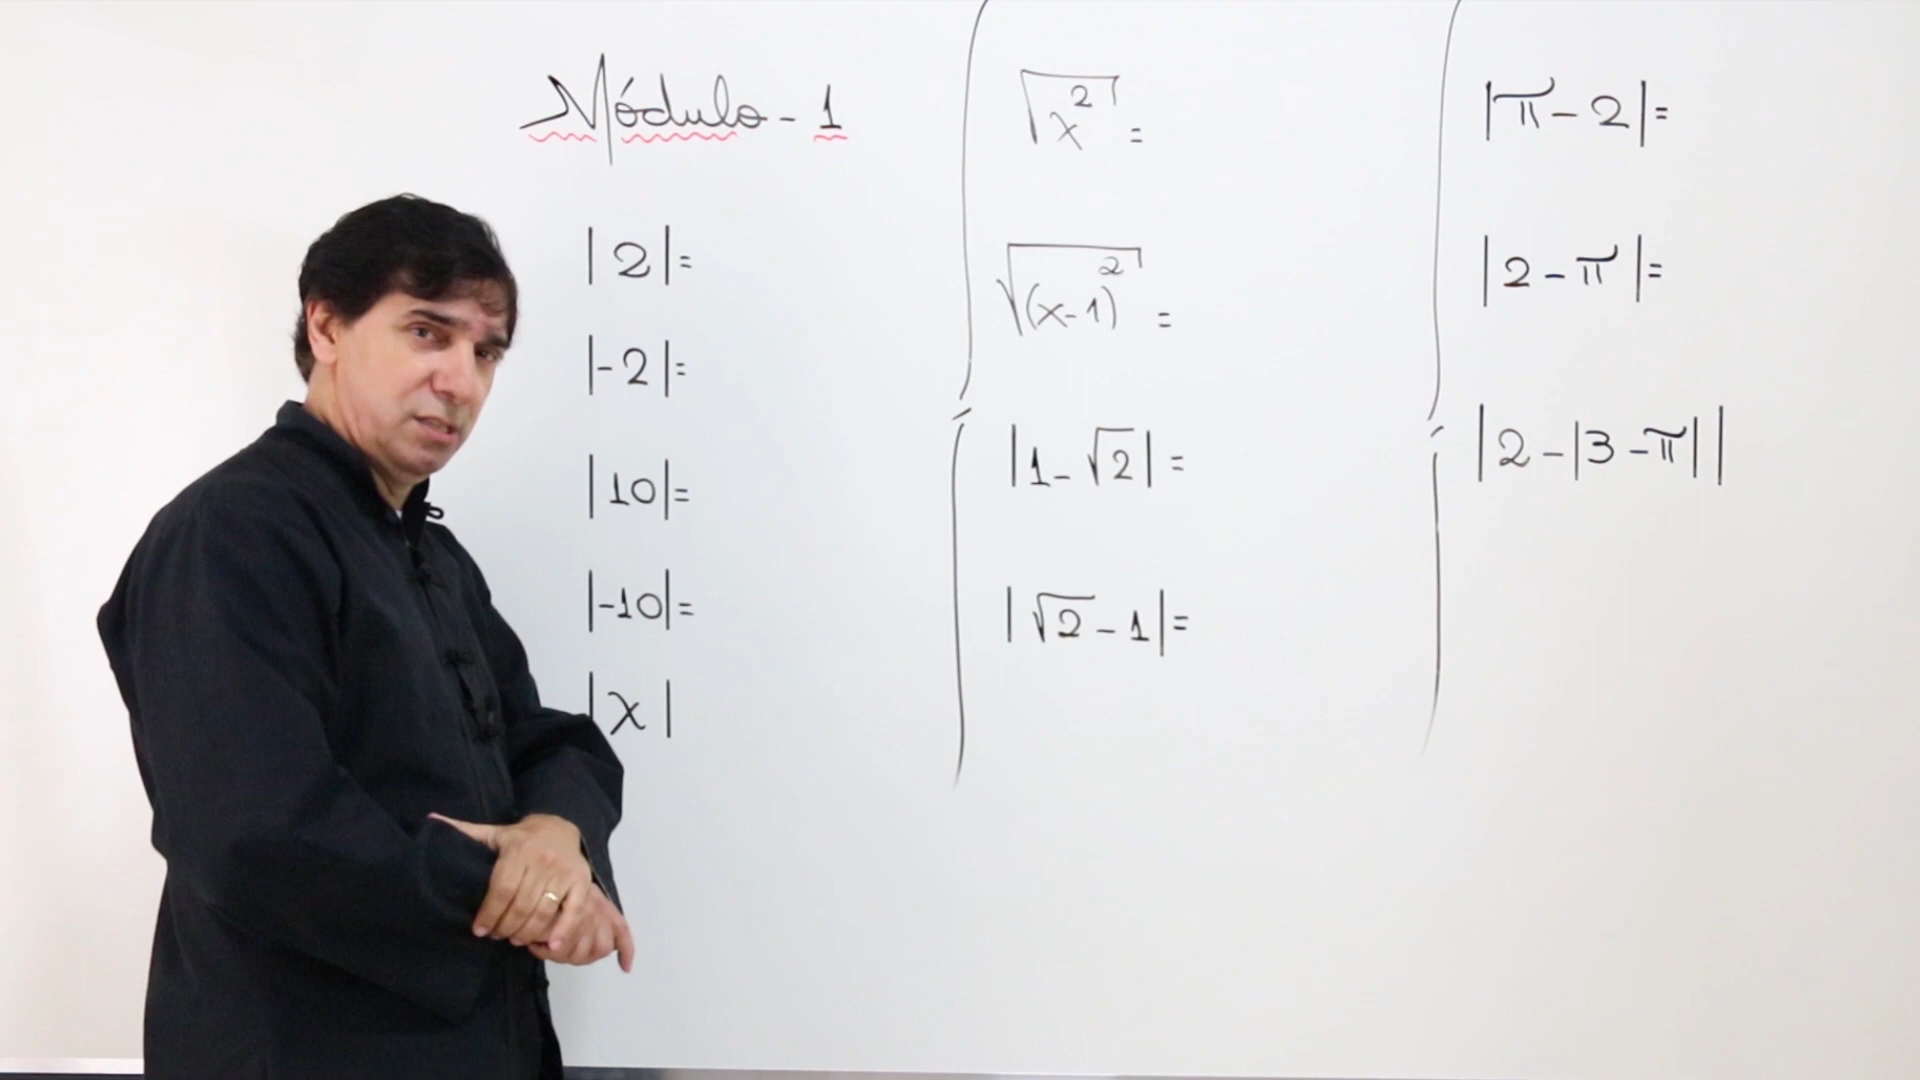 Módulo - 1
|2|=
|-2|=
|10|=
|-10|=
|x|
√x² =
√(x-1)² =
|1-√2|=
|√2-1|=
|π-2|=
|2-π|=
|2-|3-π||